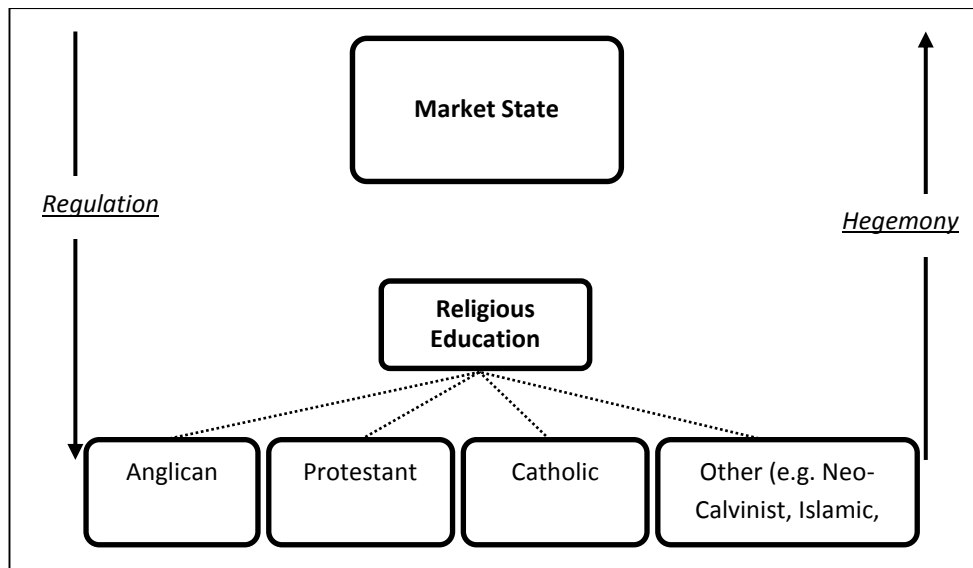 Market State
Regulation
Hegemony
Religious
Education
Anglican
Protestant
Catholic
Other (e.g. Neo-
Calvinist, Islamic,